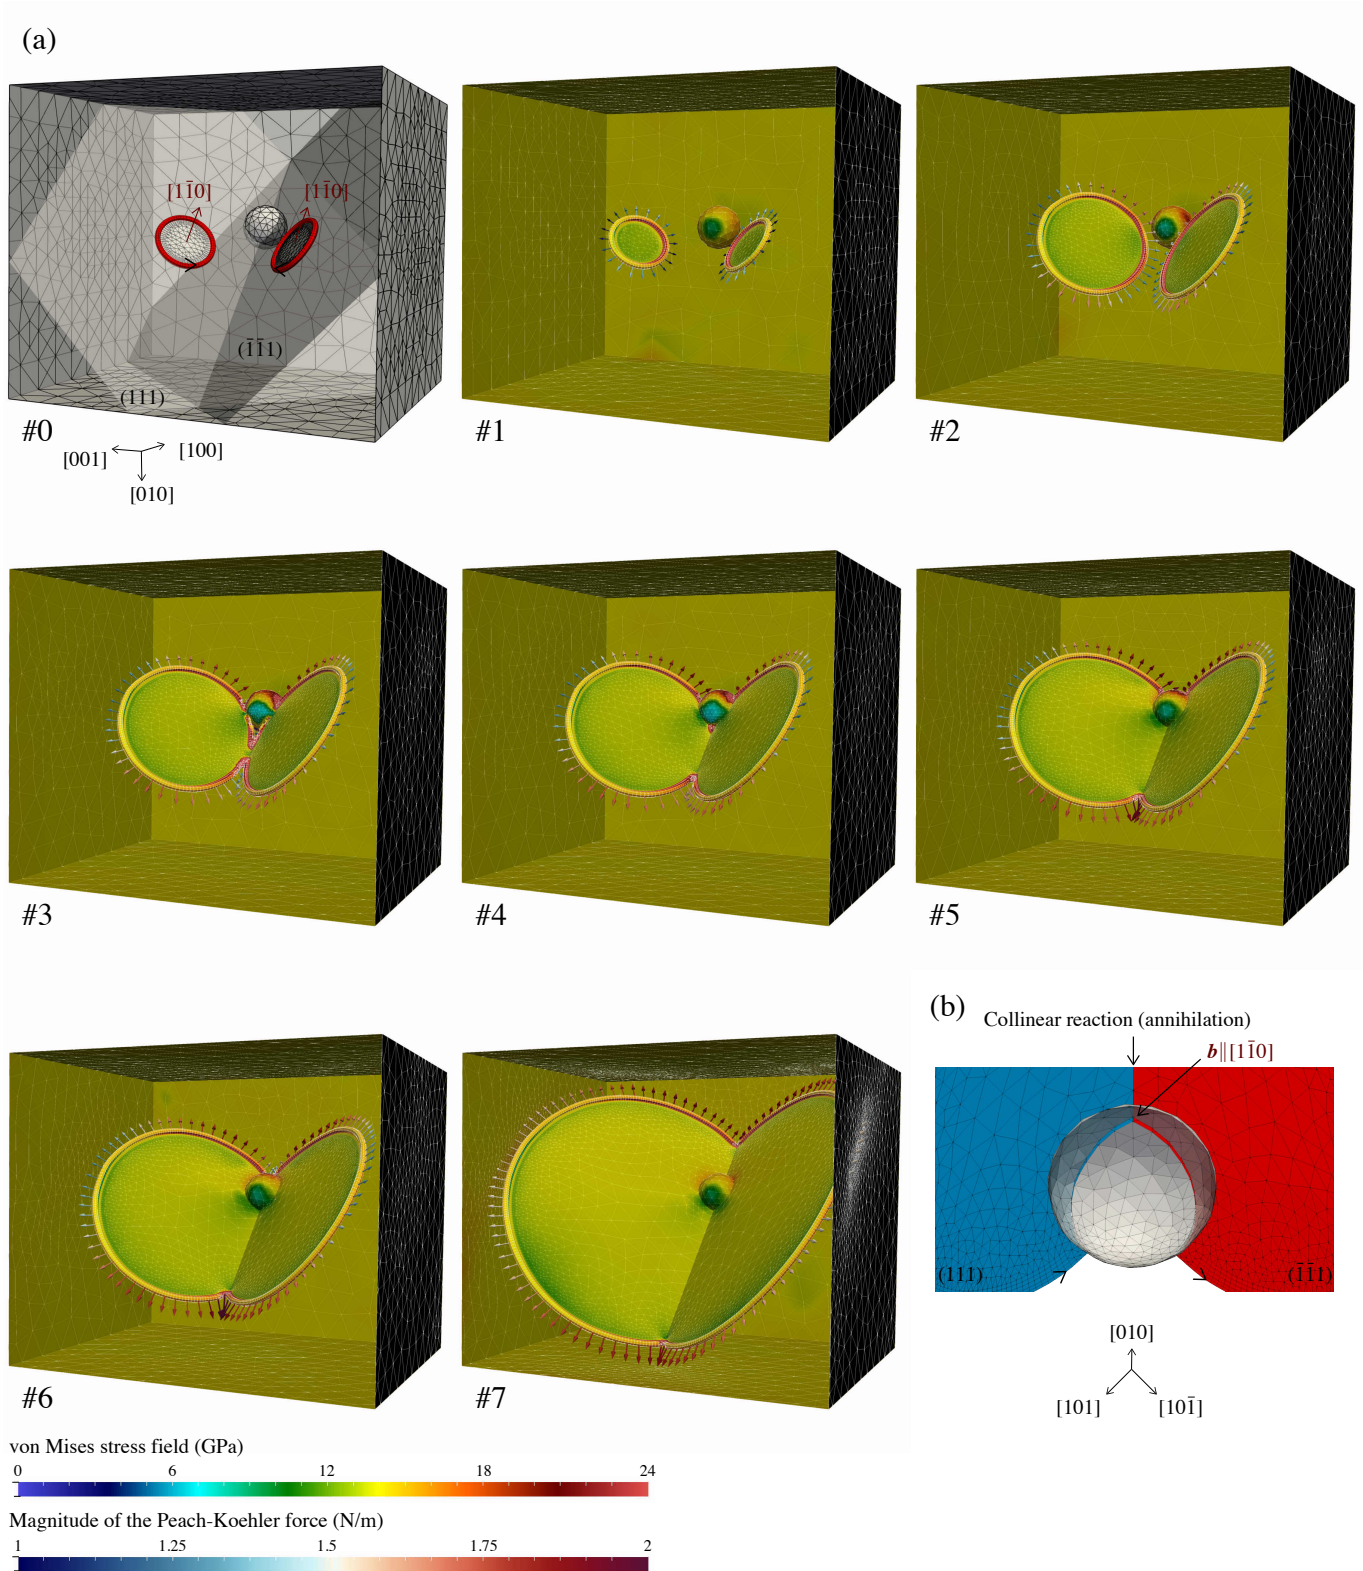 (a)
[11̄0]
[11̄0]
(1̄1̄1)
(111)
#0
#1
#2
[001]
[100]
[010]
#3
#4
#5
(b)
Collinear reaction (annihilation)
b||[11̄0]
(111)
(1̄1̄1)
[010]
[101]
[101̄]
#6
#7
von Mises stress field (GPa)
0 6 12 18 24
Magnitude of the Peach-Koehler force (N/m)
1 1.25 1.5 1.75 2